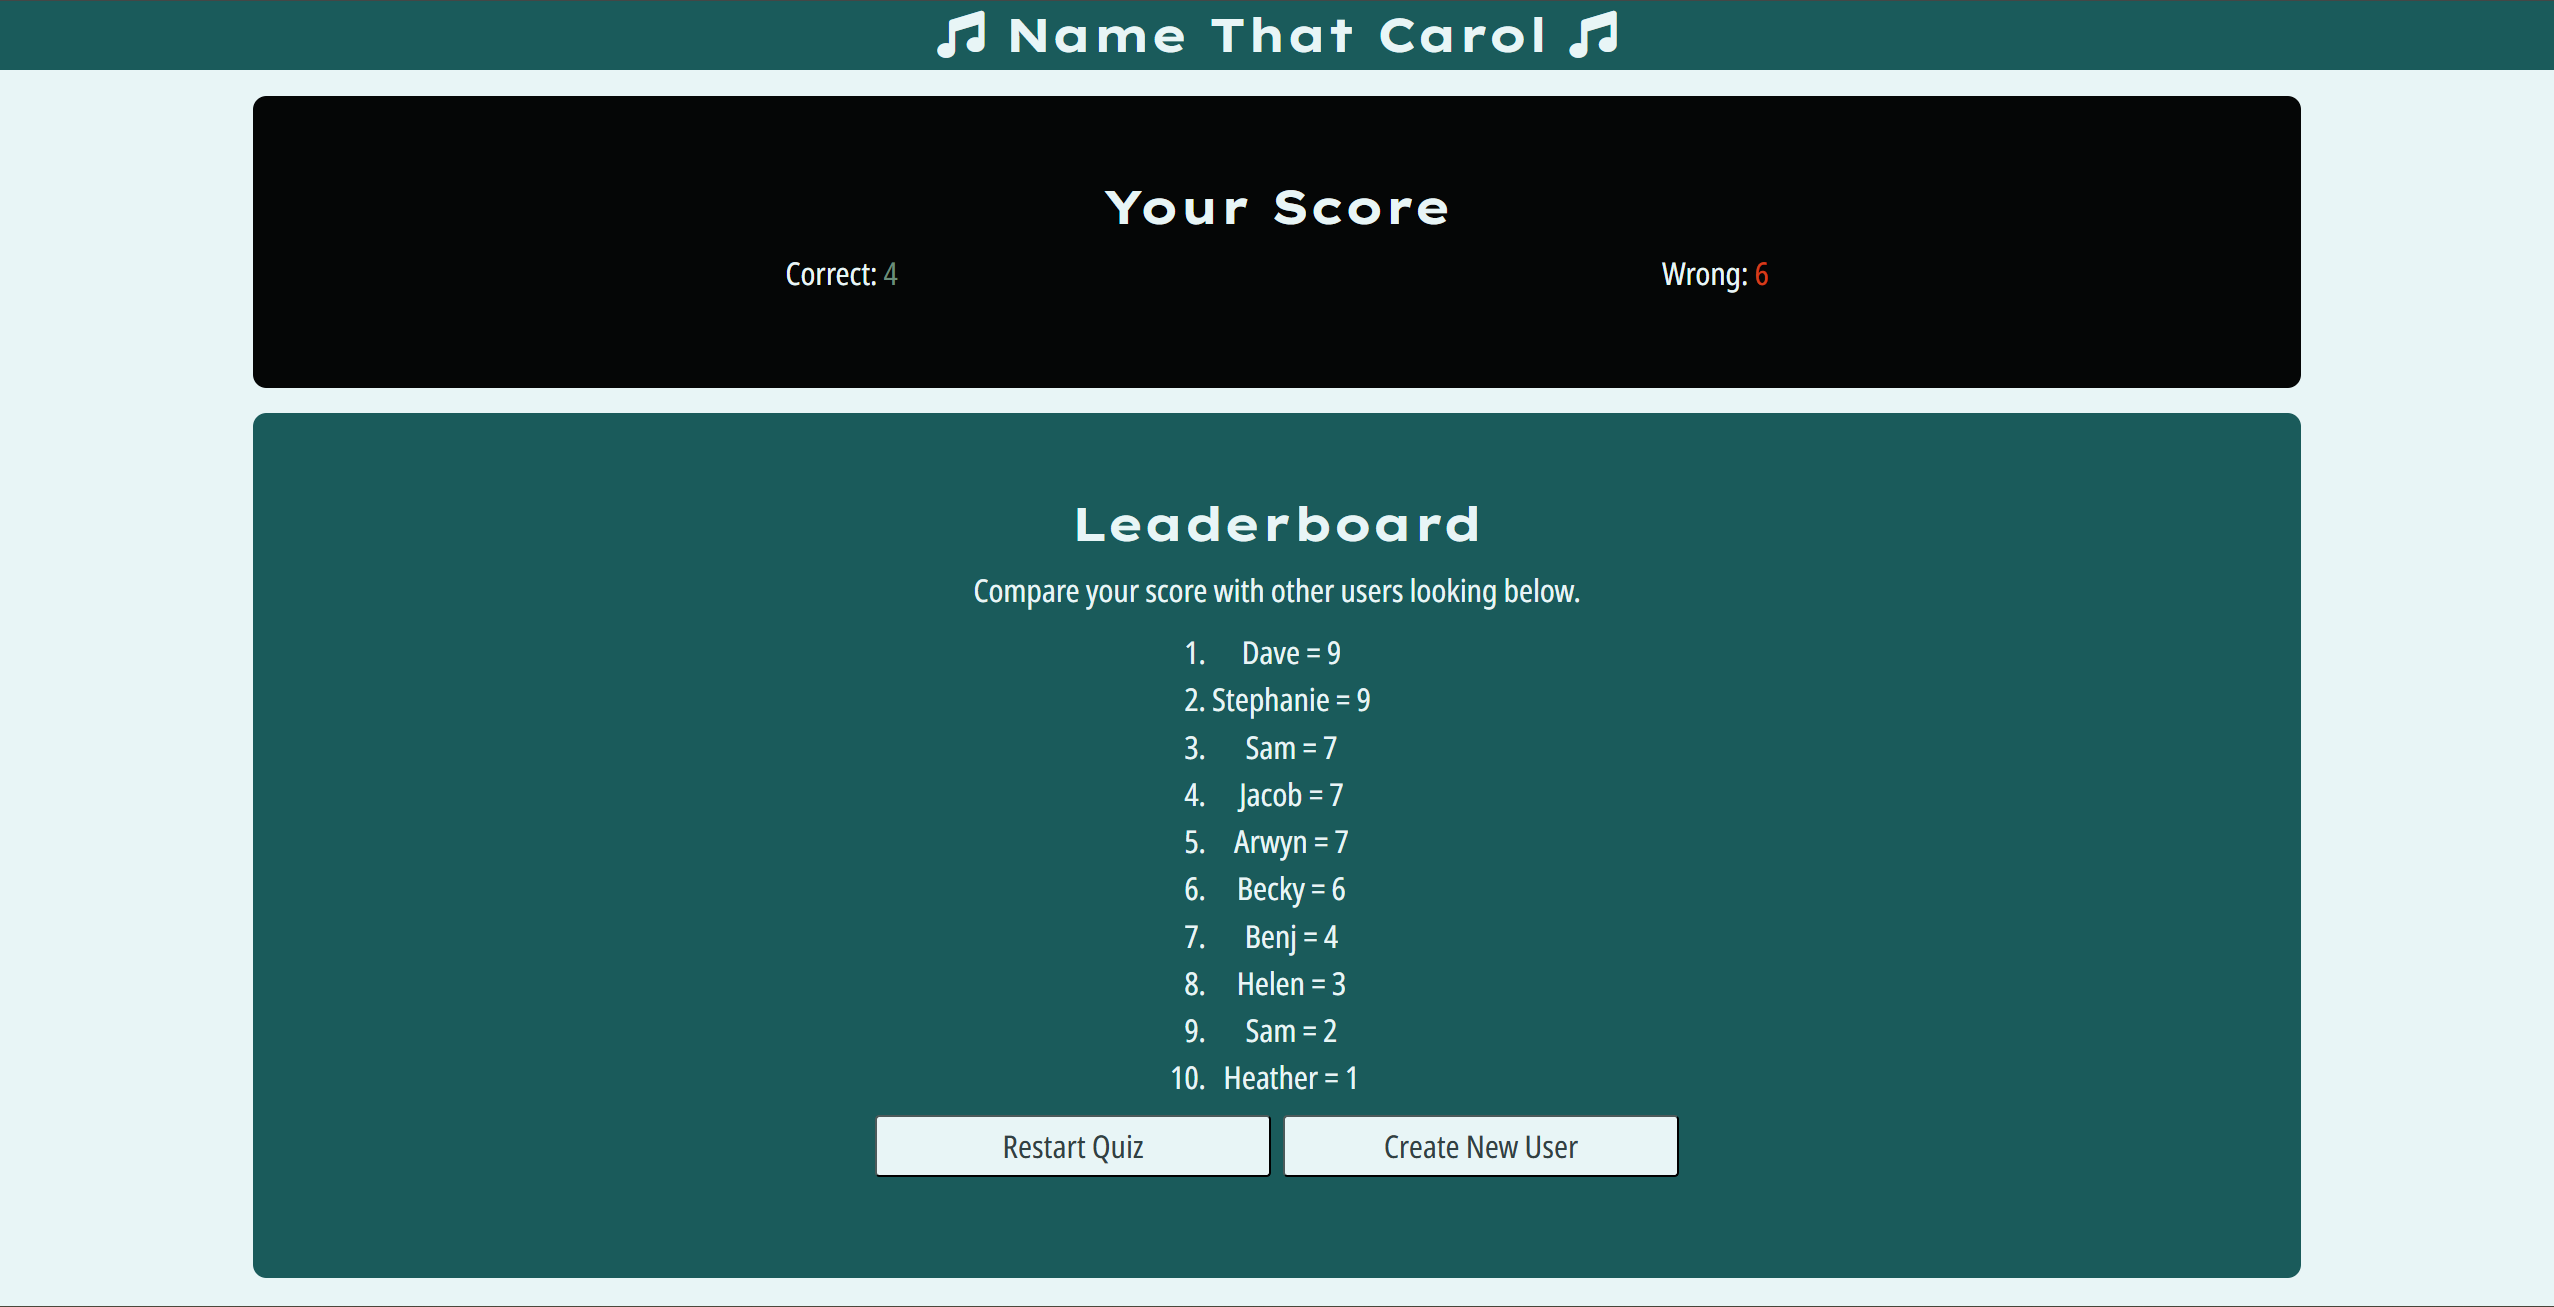 Name That Carol
Your Score
Correct: 4 Wrong: 6
Leaderboard
Compare your score with other users looking below.
1. Dave = 9
2. Stephanie = 9
3. Sam = 7
4. Jacob = 7
5. Arwyn = 7
6. Becky = 6
7. Benj = 4
8. Helen = 3
9. Sam = 2
10. Heather = 1
Restart Quiz Create New User